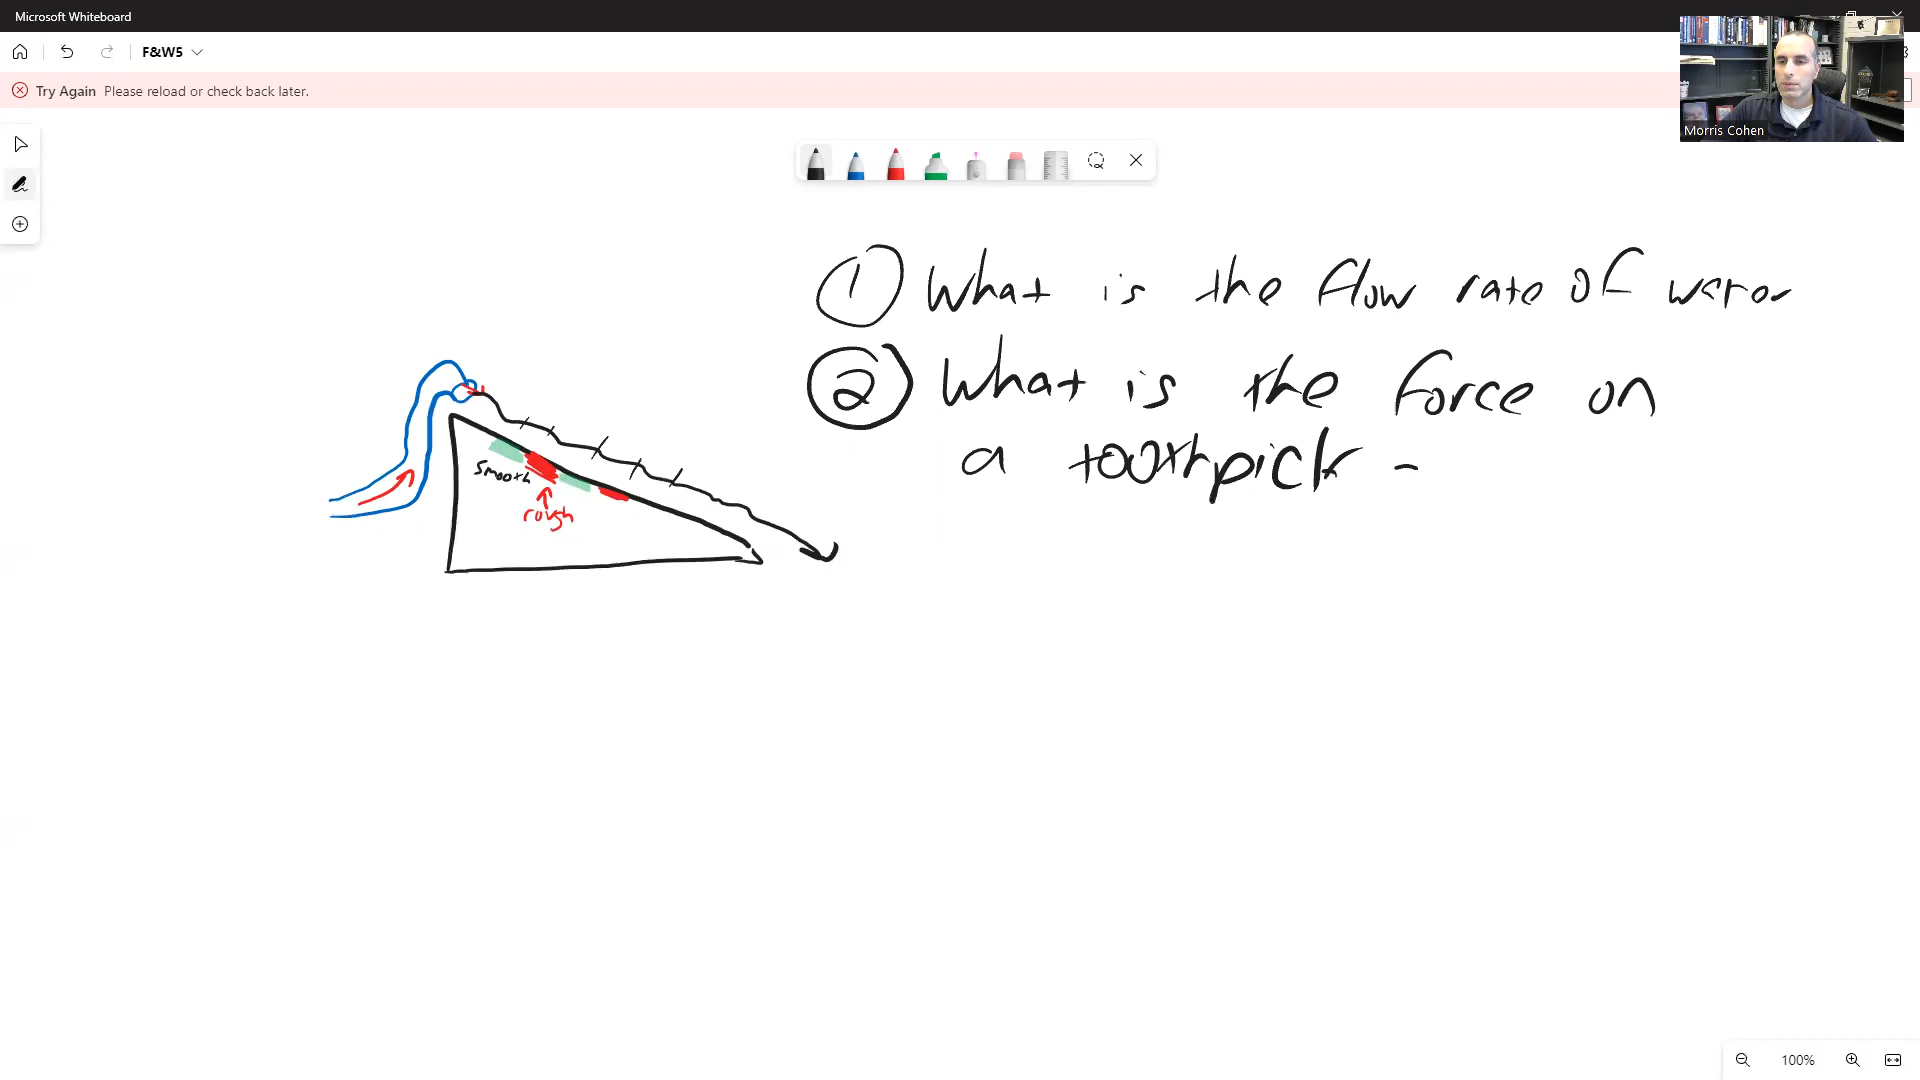 Microsoft Whiteboard
F&W5
Try Again Please reload or check back later.
Morris Cohen
① What is the flow rate of water
② What is the force on
a toothpick -
smooth
rough
100%